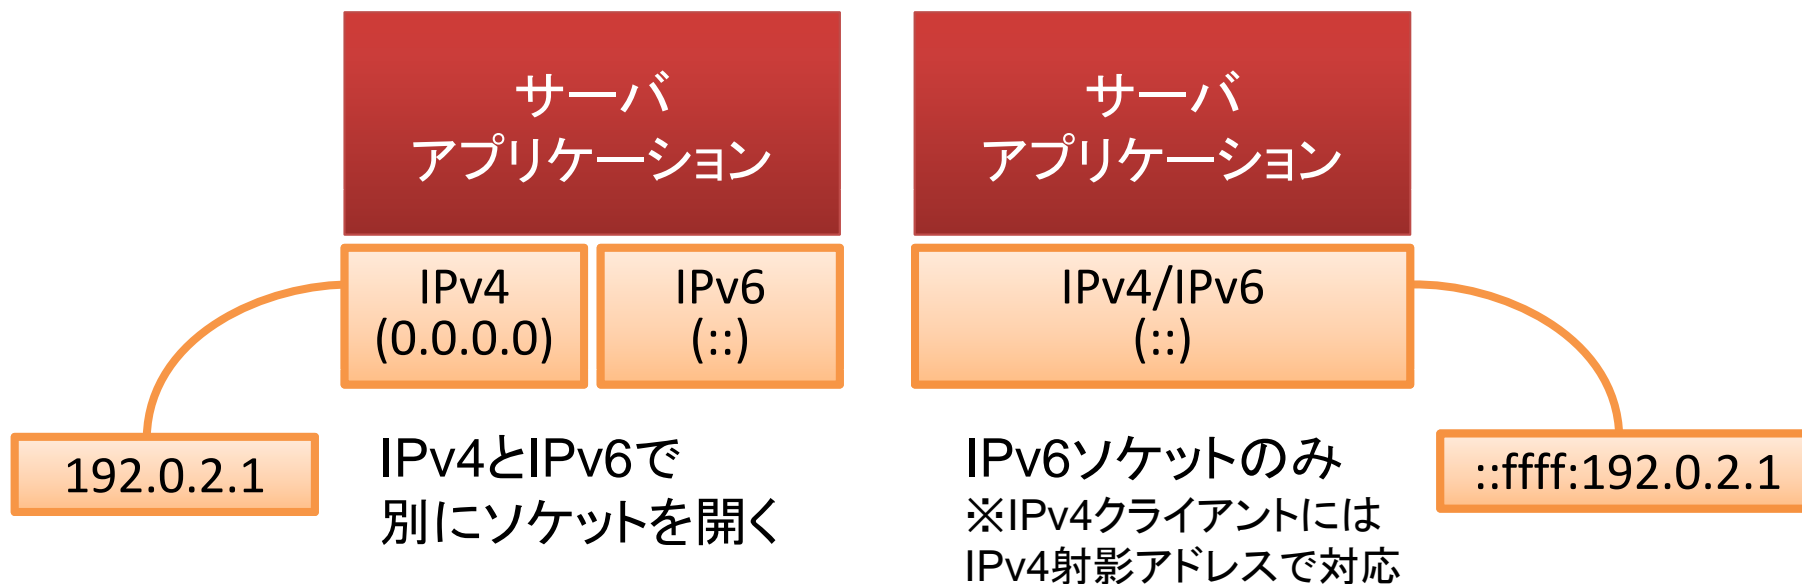 サーバ
アプリケーション
IPv4
(0.0.0.0)
IPv6
(::)
192.0.2.1
IPv4とIPv6で
別にソケットを開く
サーバ
アプリケーション
IPv4/IPv6
(::)
IPv6ソケットのみ
※IPv4クライアントには
IPv4射影アドレスで対応
::ffff:192.0.2.1